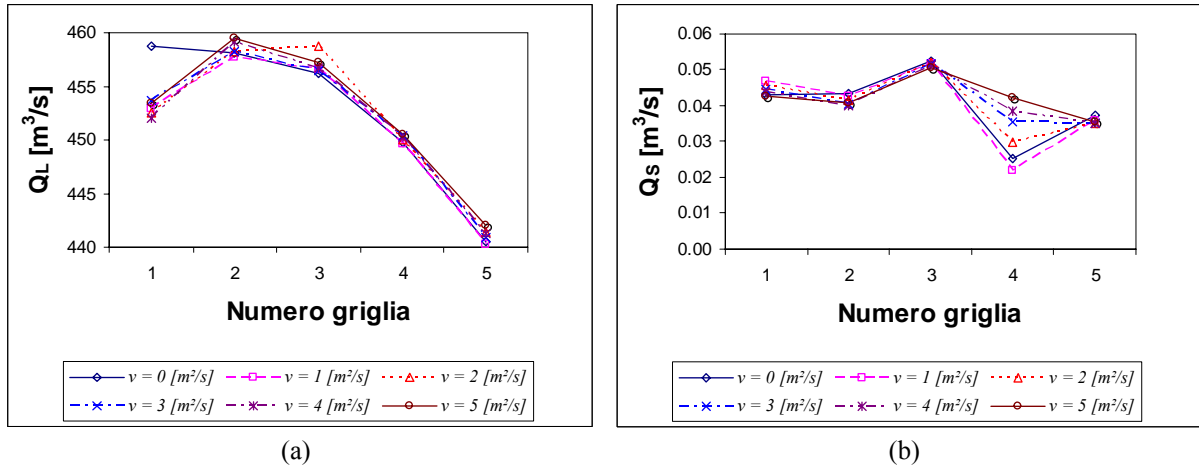 460
455
450
445
440
Q_L [m³/s]
1 2 3 4 5
Numero griglia
v = 0 [m²/s] v = 1 [m²/s] v = 2 [m²/s]
v = 3 [m²/s] v = 4 [m²/s] v = 5 [m²/s]
(a)
0.06
0.05
0.04
0.03
0.02
0.01
0.00
Q_S [m³/s]
1 2 3 4 5
Numero griglia
v = 0 [m²/s] v = 1 [m²/s] v = 2 [m²/s]
v = 3 [m²/s] v = 4 [m²/s] v = 5 [m²/s]
(b)